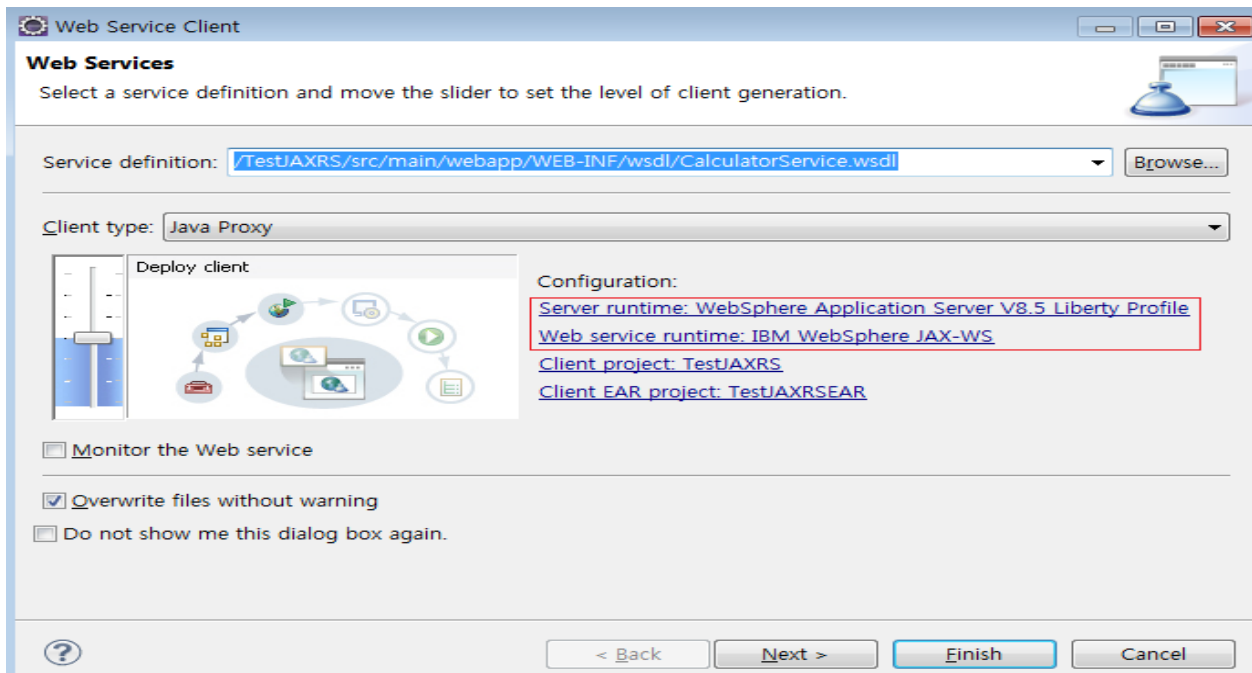 Web Service Client
Web Services
Select a service definition and move the slider to set the level of client generation.
Service definition: /TestJAXRS/src/main/webapp/WEB-INF/wsdl/CalculatorService.wsdl Browse...
Client type: Java Proxy
Deploy client
Configuration:
Server runtime: WebSphere Application Server V8.5 Liberty Profile
Web service runtime: IBM WebSphere JAX-WS
Client project: TestJAXRS
Client EAR project: TestJAXRSEAR
Monitor the Web service
Overwrite files without warning
Do not show me this dialog box again.
? < Back Next > Finish Cancel